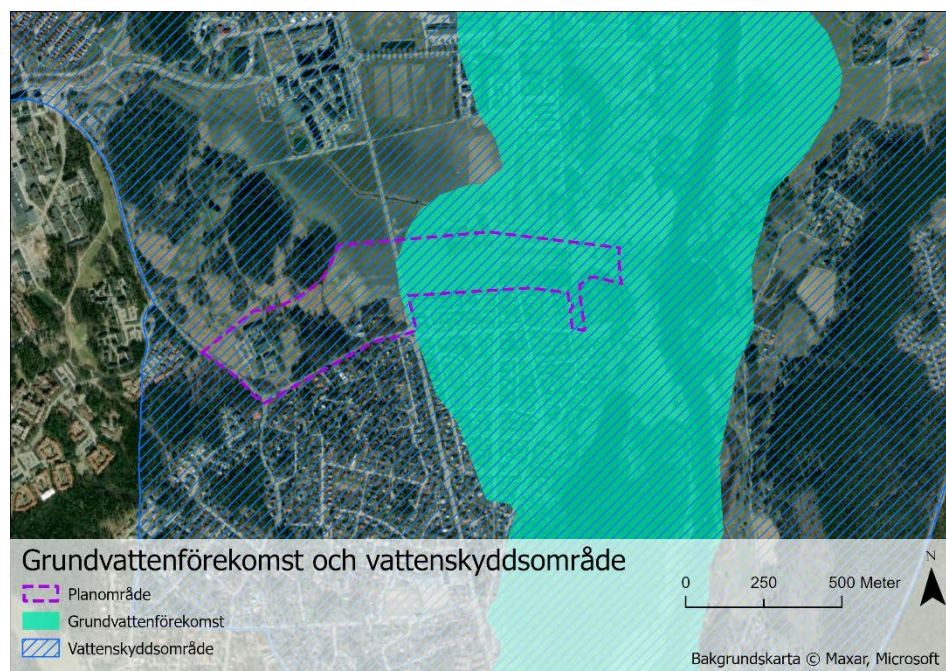 Grundvattenförekomst och vattenskyddsområde
Planområde
Grundvattenförekomst
Vattenskyddsområde
0 250 500 Meter
N
Bakgrundskarta © Maxar, Microsoft